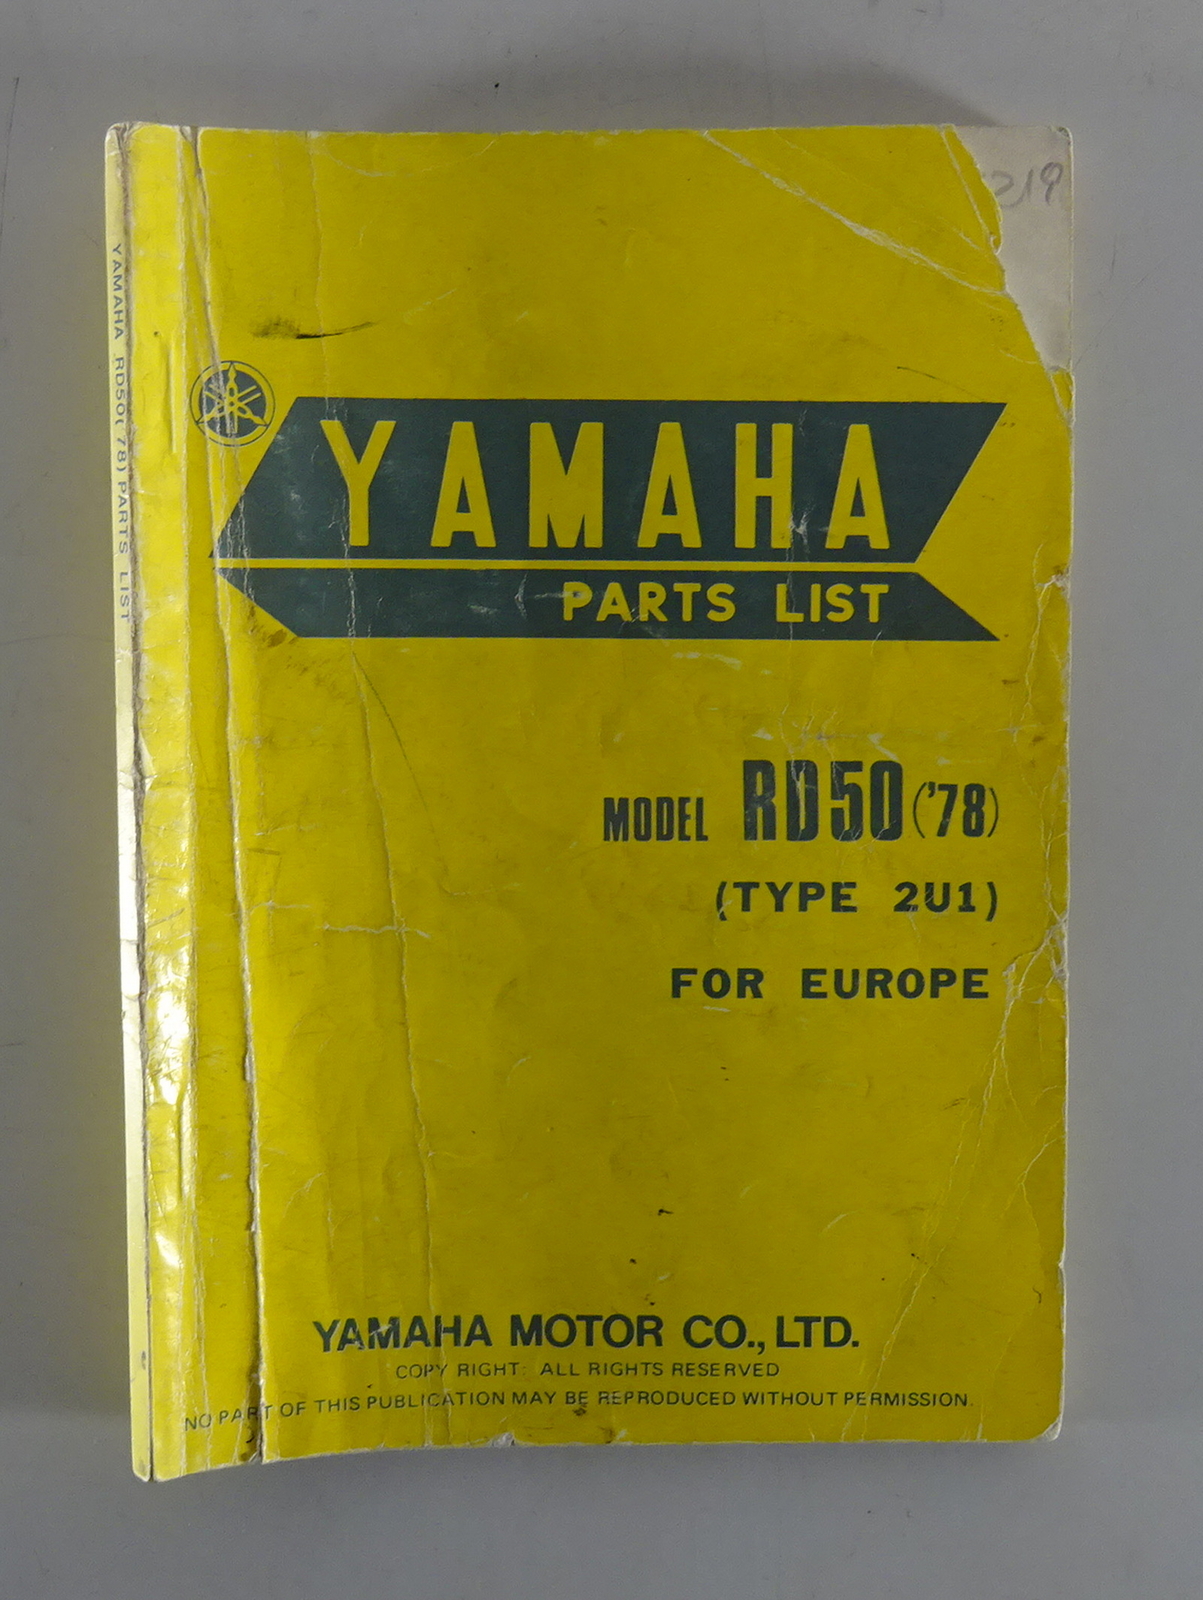 219
YAMAHA RD50('78) PARTS LIST
YAMAHA
PARTS LIST
MODEL RD50('78)
(TYPE 2U1)
FOR EUROPE
YAMAHA MOTOR CO., LTD.
COPY RIGHT: ALL RIGHTS RESERVED
NO PART OF THIS PUBLICATION MAY BE REPRODUCED WITHOUT PERMISSION.